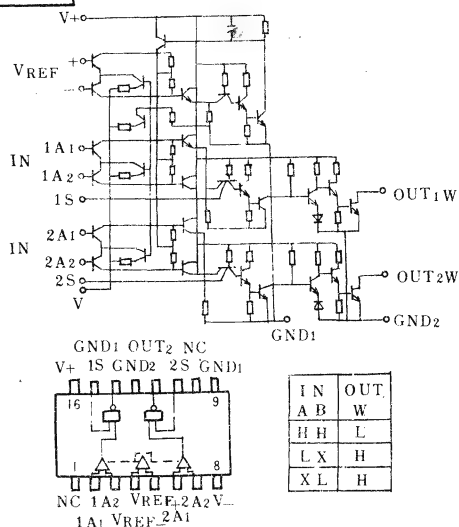 V+
VREF +
−
1A1
IN
1A2
1S
2A1
IN
2A2
2S
V
OUT1W
OUT2W
GND2
GND1
GND1 OUT2 NC
V+ 1S GND2 2S GND1
16 9
1 8
NC 1A2 VREF+ 2A2 V−
1A1 VREF− 2A1
IN OUT
A B W
H H L
L X H
X L H